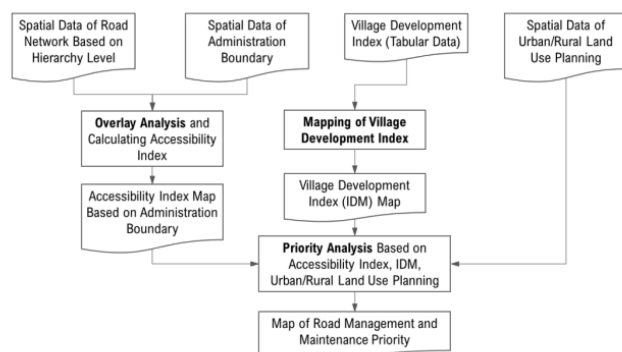 Spatial Data of Road
Network Based on
Hierarchy Level
Spatial Data of
Administration
Boundary
Village Development
Index (Tabular Data)
Spatial Data of
Urban/Rural Land
Use Planning
Overlay Analysis and
Calculating Accessibility
Index
Mapping of Village
Development Index
Accessibility Index Map
Based on Administration
Boundary
Village Development
Index (IDM) Map
Priority Analysis Based on
Accessibility Index, IDM,
Urban/Rural Land Use Planning
Map of Road Management and
Maintenance Priority